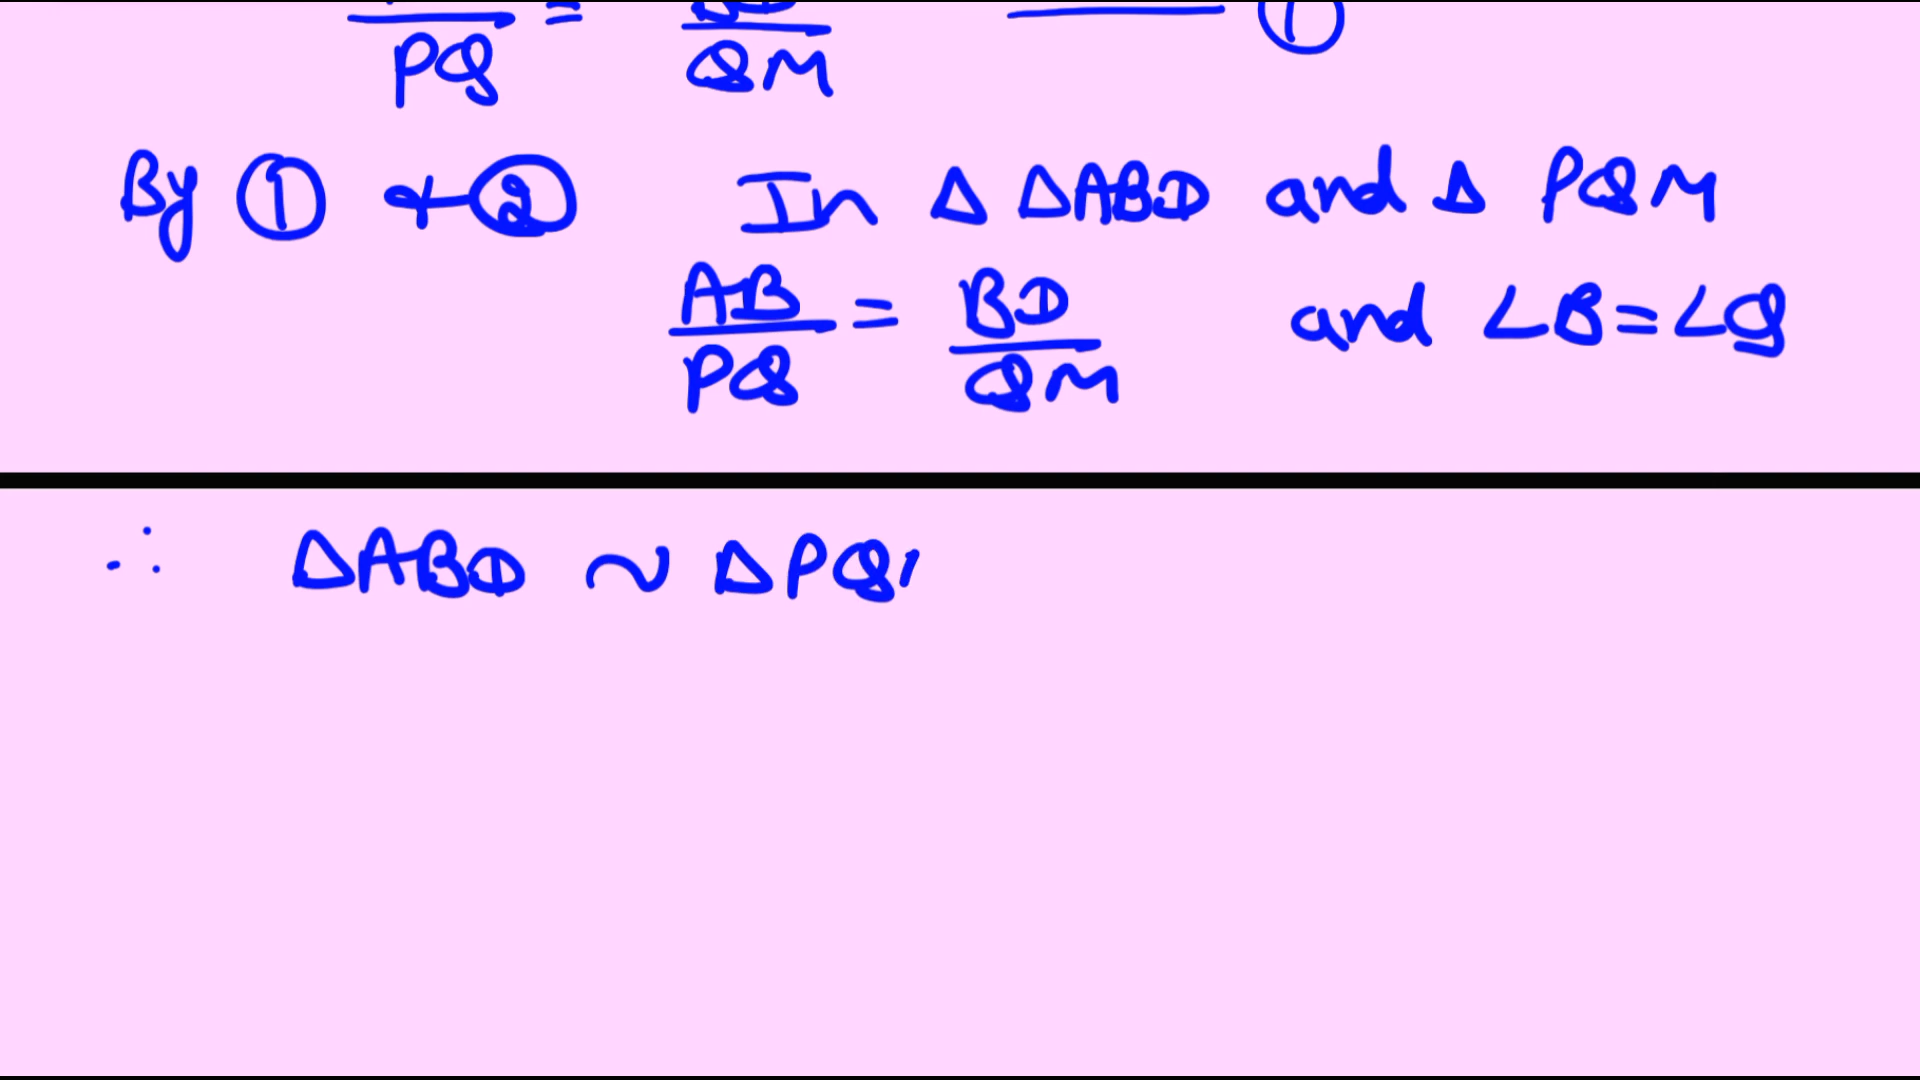 PQ = QM ①
By ① & ② In Δ ΔABD and Δ PQM
AB/PQ = BD/QM and ∠B=∠Q
∴ ΔABD ~ ΔPQ